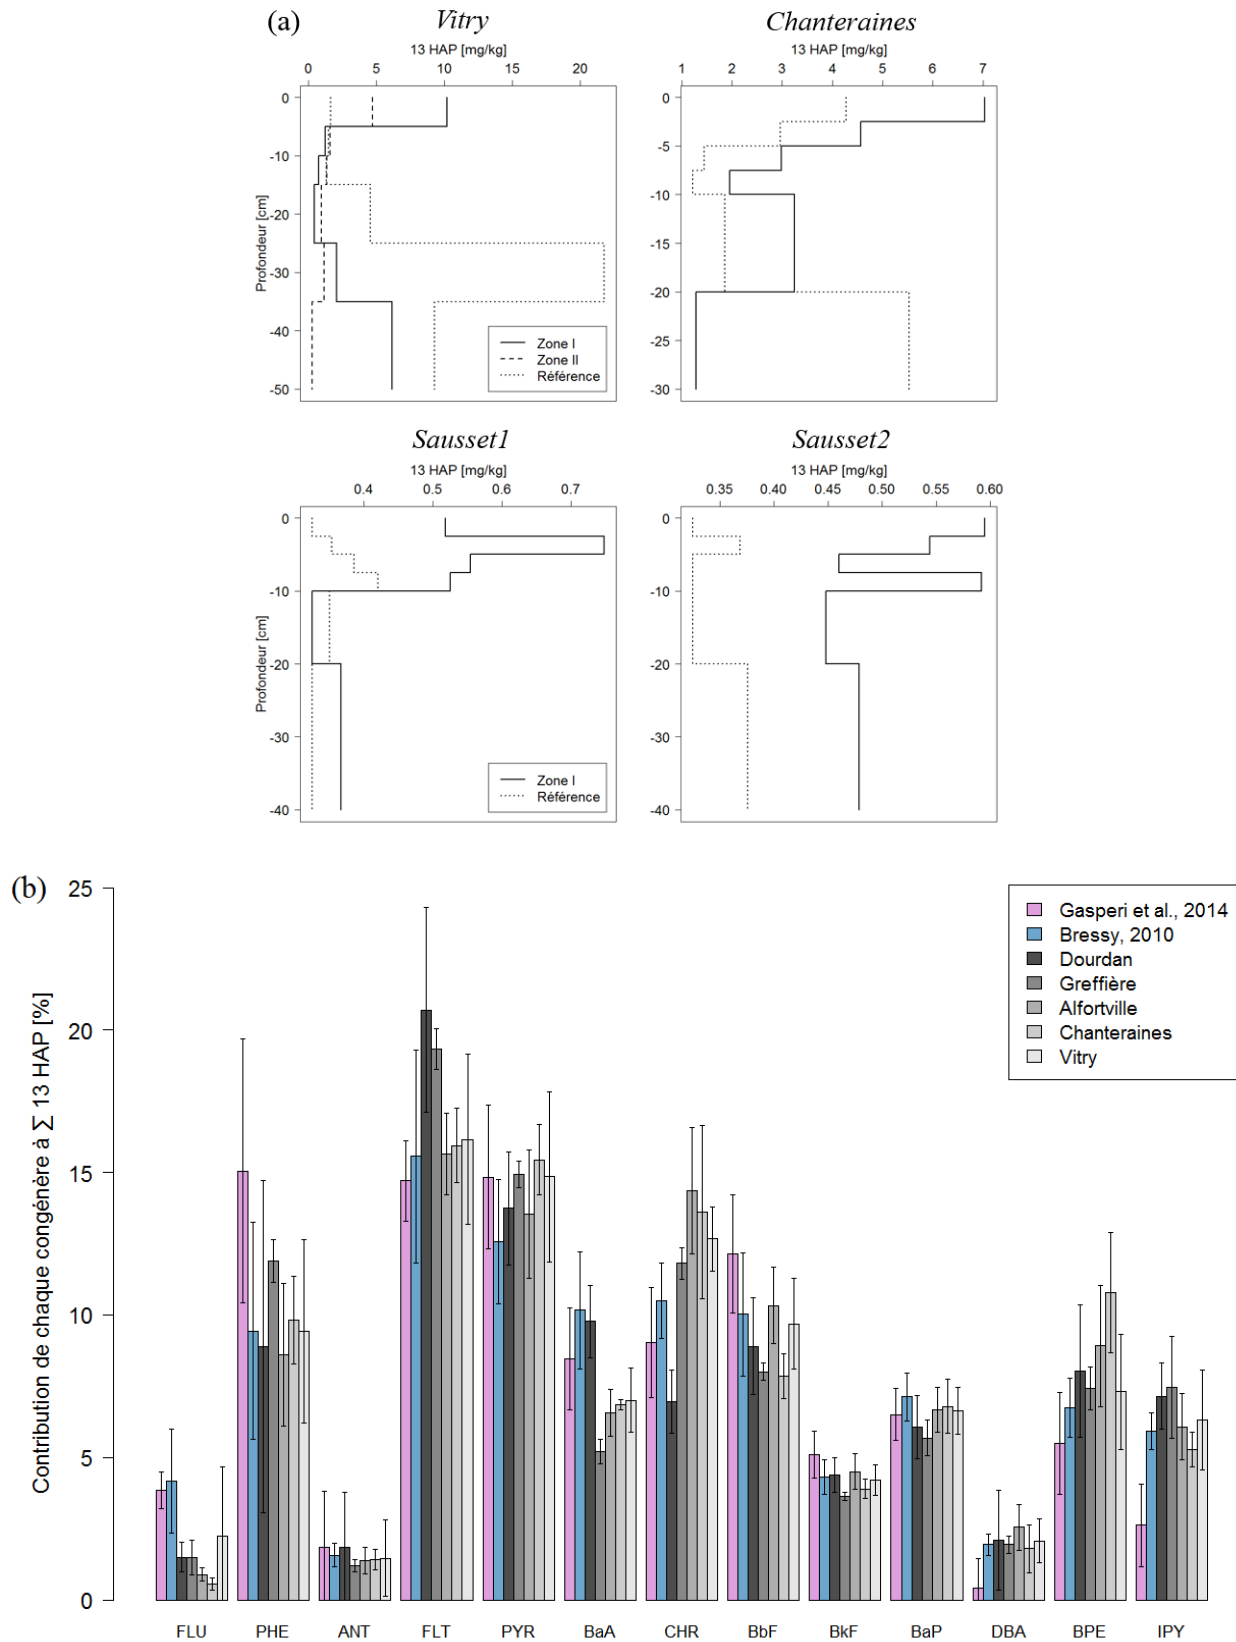 (a)
Vitry
13 HAP [mg/kg]
0 5 10 15 20
Profondeur [cm]
0
-10
-20
-30
-40
-50
Zone I
Zone II
Référence
Chanteraines
13 HAP [mg/kg]
1 2 3 4 5 6 7
0
-5
-10
-15
-20
-25
-30
Sausset1
13 HAP [mg/kg]
0.4 0.5 0.6 0.7
Profondeur [cm]
0
-10
-20
-30
-40
Zone I
Référence
Sausset2
13 HAP [mg/kg]
0.35 0.40 0.45 0.50 0.55 0.60
0
-10
-20
-30
-40
(b)
Contribution de chaque congénère à Σ 13 HAP [%]
25
20
15
10
5
0
Gasperi et al., 2014
Bressy, 2010
Dourdan
Greffière
Alfortville
Chanteraines
Vitry
FLU PHE ANT FLT PYR BaA CHR BbF BkF BaP DBA BPE IPY